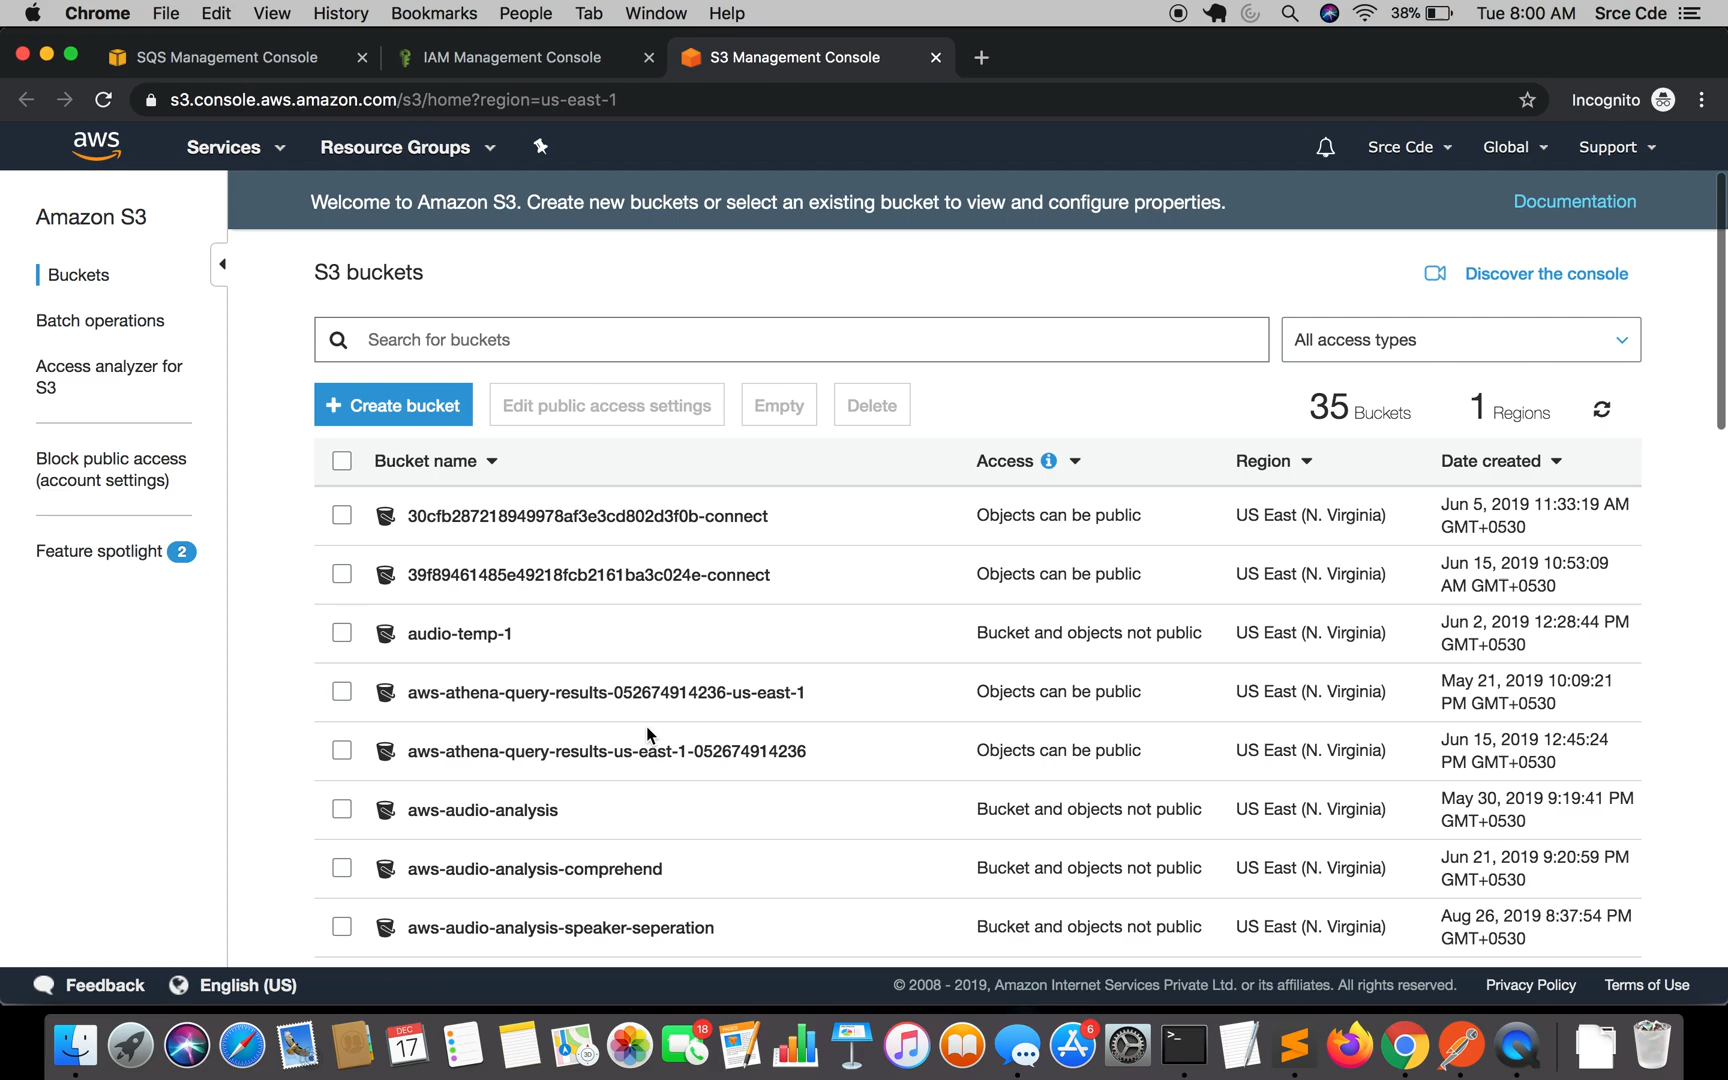 Chrome File Edit View History Bookmarks People Tab Window Help 38% Tue 8:00 AM Srce Cde
SQS Management Console IAM Management Console S3 Management Console
s3.console.aws.amazon.com/s3/home?region=us-east-1 Incognito
aws Services Resource Groups Srce Cde Global Support
Amazon S3
Buckets
Batch operations
Access analyzer for
S3
Block public access
(account settings)
Feature spotlight 2
Welcome to Amazon S3. Create new buckets or select an existing bucket to view and configure properties. Documentation
S3 buckets Discover the console
Search for buckets All access types
Create bucket Edit public access settings Empty Delete 35 Buckets 1 Regions
Bucket name Access Region Date created
30cfb287218949978af3e3cd802d3f0b-connect Objects can be public US East (N. Virginia) Jun 5, 2019 11:33:19 AM
GMT+0530
39f89461485e49218fcb2161ba3c024e-connect Objects can be public US East (N. Virginia) Jun 15, 2019 10:53:09
AM GMT+0530
audio-temp-1 Bucket and objects not public US East (N. Virginia) Jun 2, 2019 12:28:44 PM
GMT+0530
aws-athena-query-results-052674914236-us-east-1 Objects can be public US East (N. Virginia) May 21, 2019 10:09:21
PM GMT+0530
aws-athena-query-results-us-east-1-052674914236 Objects can be public US East (N. Virginia) Jun 15, 2019 12:45:24
PM GMT+0530
aws-audio-analysis Bucket and objects not public US East (N. Virginia) May 30, 2019 9:19:41 PM
GMT+0530
aws-audio-analysis-comprehend Bucket and objects not public US East (N. Virginia) Jun 21, 2019 9:20:59 PM
GMT+0530
aws-audio-analysis-speaker-seperation Bucket and objects not public US East (N. Virginia) Aug 26, 2019 8:37:54 PM
GMT+0530
Feedback English (US) © 2008 - 2019, Amazon Internet Services Private Ltd. or its affiliates. All rights reserved. Privacy Policy Terms of Use
DEC
17
18
6
30